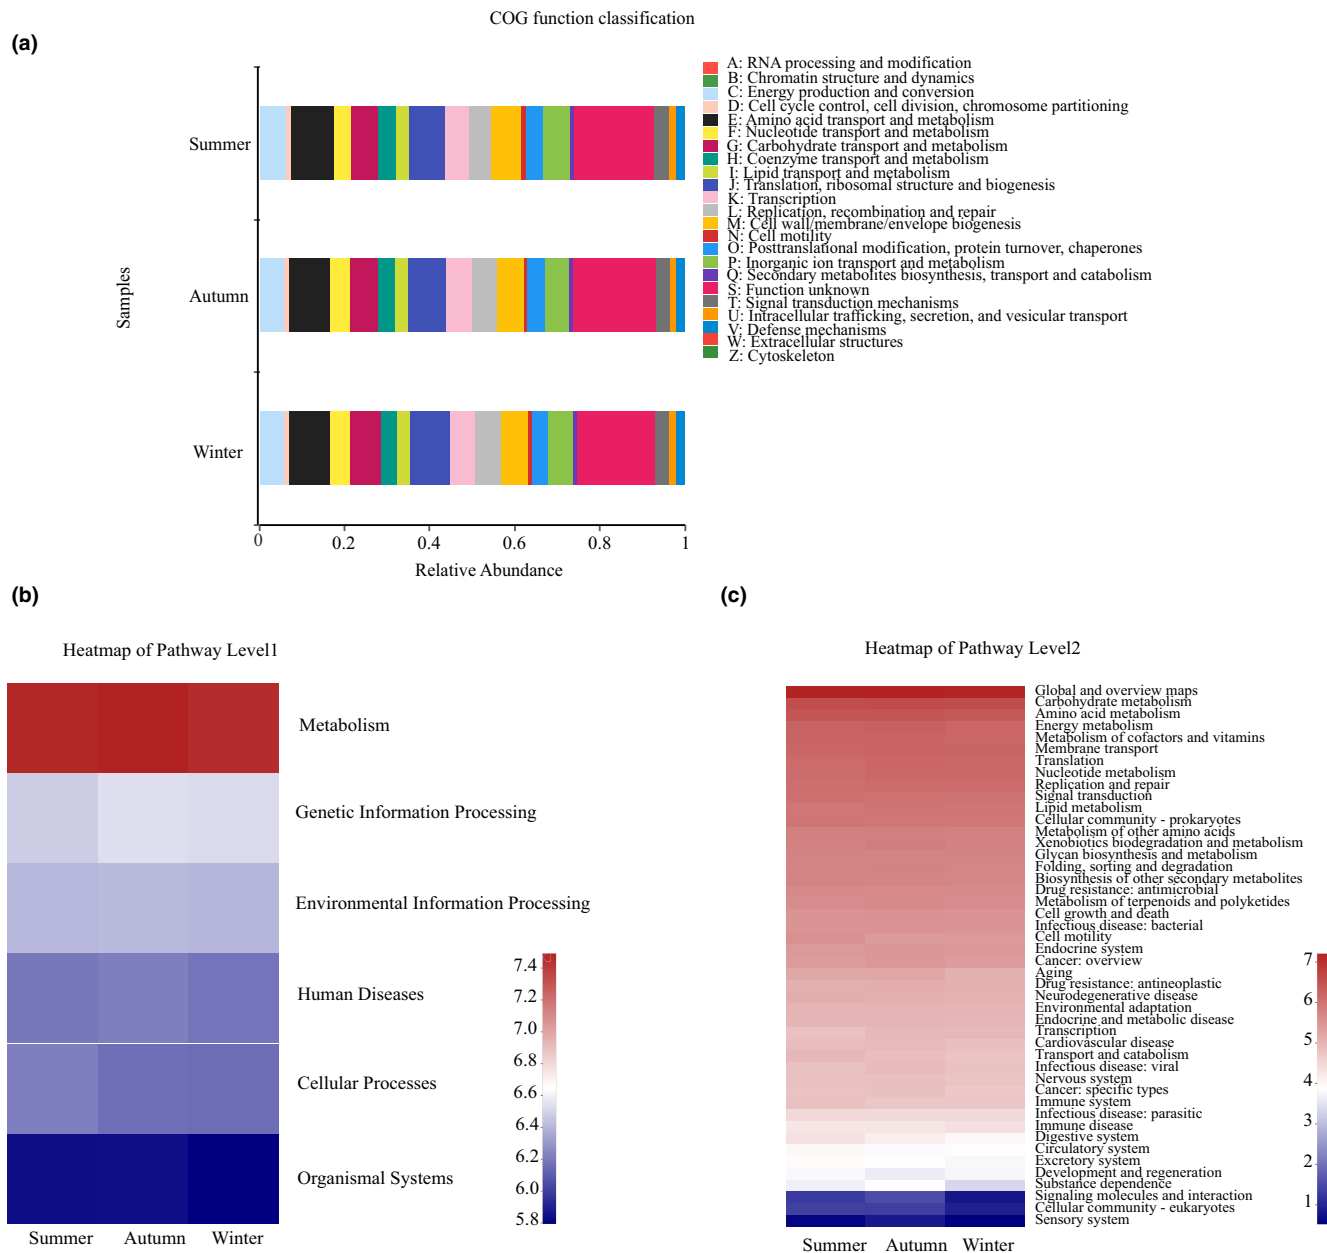 COG function classification
(a)
A: RNA processing and modification
B: Chromatin structure and dynamics
C: Energy production and conversion
D: Cell cycle control, cell division, chromosome partitioning
E: Amino acid transport and metabolism
F: Nucleotide transport and metabolism
G: Carbohydrate transport and metabolism
H: Coenzyme transport and metabolism
I: Lipid transport and metabolism
J: Translation, ribosomal structure and biogenesis
K: Transcription
L: Replication, recombination and repair
M: Cell wall/membrane/envelope biogenesis
N: Cell motility
O: Posttranslational modification, protein turnover, chaperones
P: Inorganic ion transport and metabolism
Q: Secondary metabolites biosynthesis, transport and catabolism
S: Function unknown
T: Signal transduction mechanisms
U: Intracellular trafficking, secretion, and vesicular transport
V: Defense mechanisms
W: Extracellular structures
Z: Cytoskeleton
Samples
Summer
Autumn
Winter
0 0.2 0.4 0.6 0.8 1
Relative Abundance
(b)
Heatmap of Pathway Level1
Metabolism
Genetic Information Processing
Environmental Information Processing
Human Diseases
Cellular Processes
Organismal Systems
7.4
7.2
7.0
6.8
6.6
6.4
6.2
6.0
5.8
Summer Autumn Winter
(c)
Heatmap of Pathway Level2
Global and overview maps
Carbohydrate metabolism
Amino acid metabolism
Energy metabolism
Metabolism of cofactors and vitamins
Membrane transport
Translation
Nucleotide metabolism
Replication and repair
Signal transduction
Lipid metabolism
Cellular community - prokaryotes
Metabolism of other amino acids
Xenobiotics biodegradation and metabolism
Glycan biosynthesis and metabolism
Folding, sorting and degradation
Biosynthesis of other secondary metabolites
Drug resistance: antimicrobial
Metabolism of terpenoids and polyketides
Cell growth and death
Infectious disease: bacterial
Cell motility
Endocrine system
Cancer: overview
Aging
Drug resistance: antineoplastic
Neurodegenerative disease
Environmental adaptation
Endocrine and metabolic disease
Transcription
Cardiovascular disease
Transport and catabolism
Infectious disease: viral
Nervous system
Cancer: specific types
Immune system
Infectious disease: parasitic
Immune disease
Digestive system
Circulatory system
Excretory system
Development and regeneration
Substance dependence
Signaling molecules and interaction
Cellular community - eukaryotes
Sensory system
7
6
5
4
3
2
1
Summer Autumn Winter